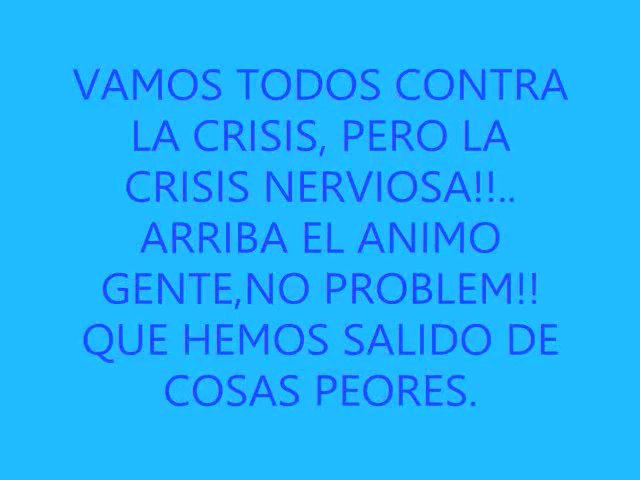 VAMOS TODOS CONTRA
LA CRISIS, PERO LA
CRISIS NERVIOSA!!..
ARRIBA EL ANIMO
GENTE,NO PROBLEM!!
QUE HEMOS SALIDO DE
COSAS PEORES.